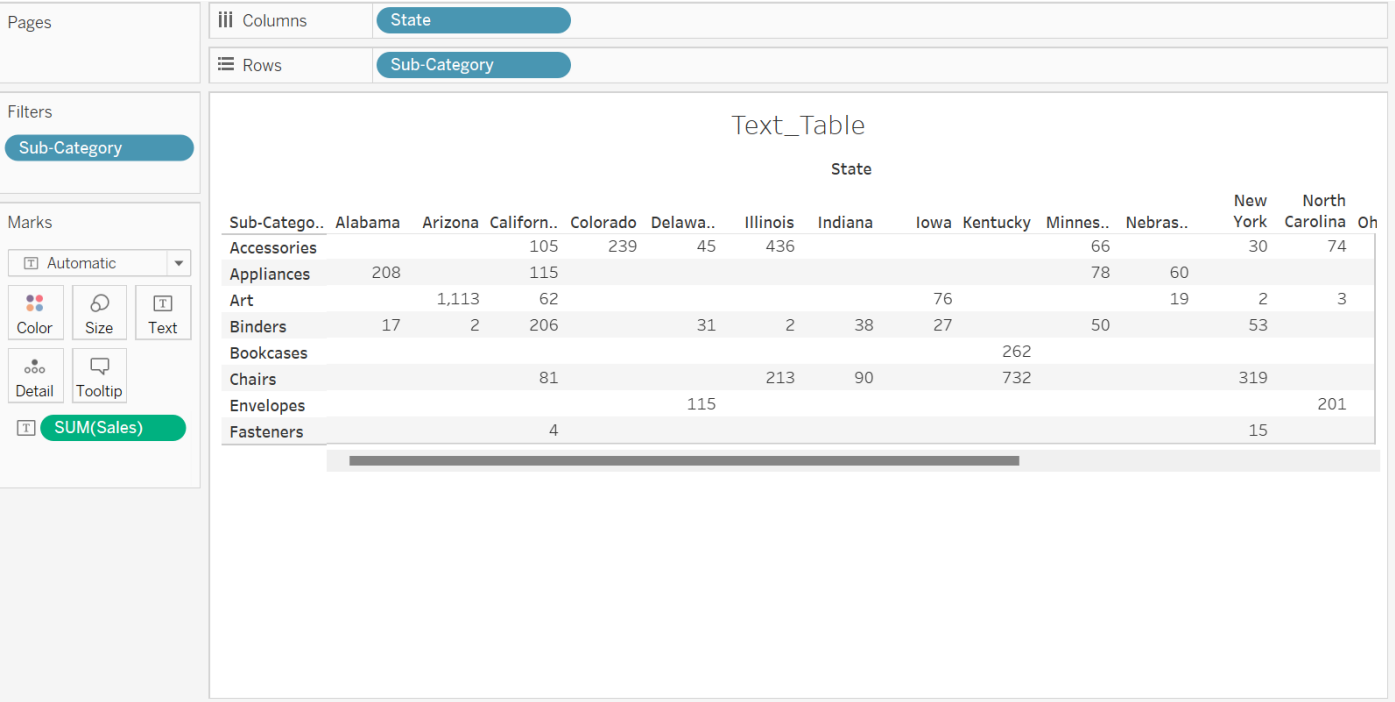 Pages
Columns State
Rows Sub-Category
Filters
Sub-Category
Marks
Automatic
Color Size Text
Detail Tooltip
SUM(Sales)
Text_Table
State
Sub-Catego.. Alabama Arizona Californ.. Colorado Delawa.. Illinois Indiana Iowa Kentucky Minnes.. Nebras.. New York North Carolina Oh
Accessories 105 239 45 436 66 30 74
Appliances 208 115 78 60
Art 1,113 62 76 19 2 3
Binders 17 2 206 31 2 38 27 50 53
Bookcases 262
Chairs 81 213 90 732 319
Envelopes 115 201
Fasteners 4 15